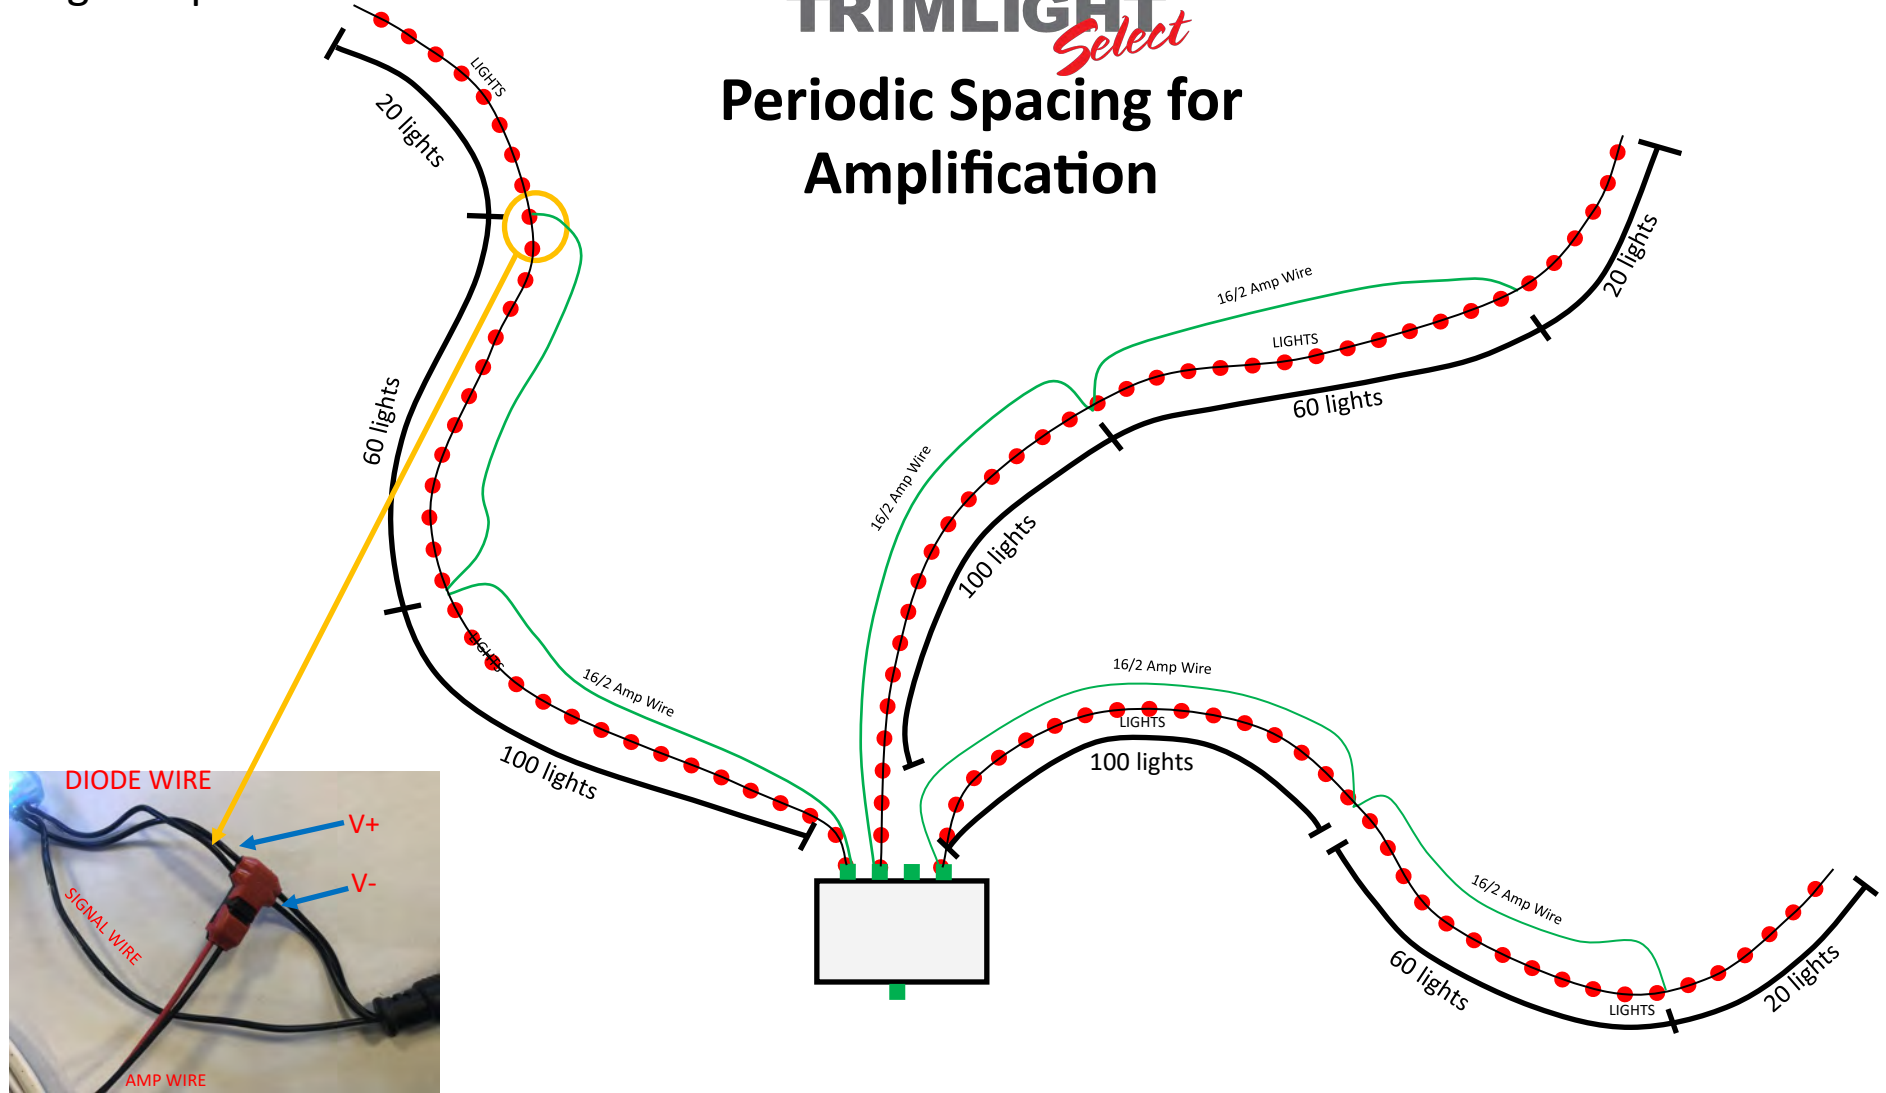 TRIMLIGHT
Select
Periodic Spacing for
Amplification
LIGHTS
20 lights
60 lights
LIGHTS
16/2 Amp Wire
100 lights
16/2 Amp Wire
100 lights
16/2 Amp Wire
LIGHTS
60 lights
20 lights
16/2 Amp Wire
LIGHTS
100 lights
16/2 Amp Wire
60 lights
LIGHTS
20 lights
DIODE WIRE
V+
V-
SIGNAL WIRE
AMP WIRE